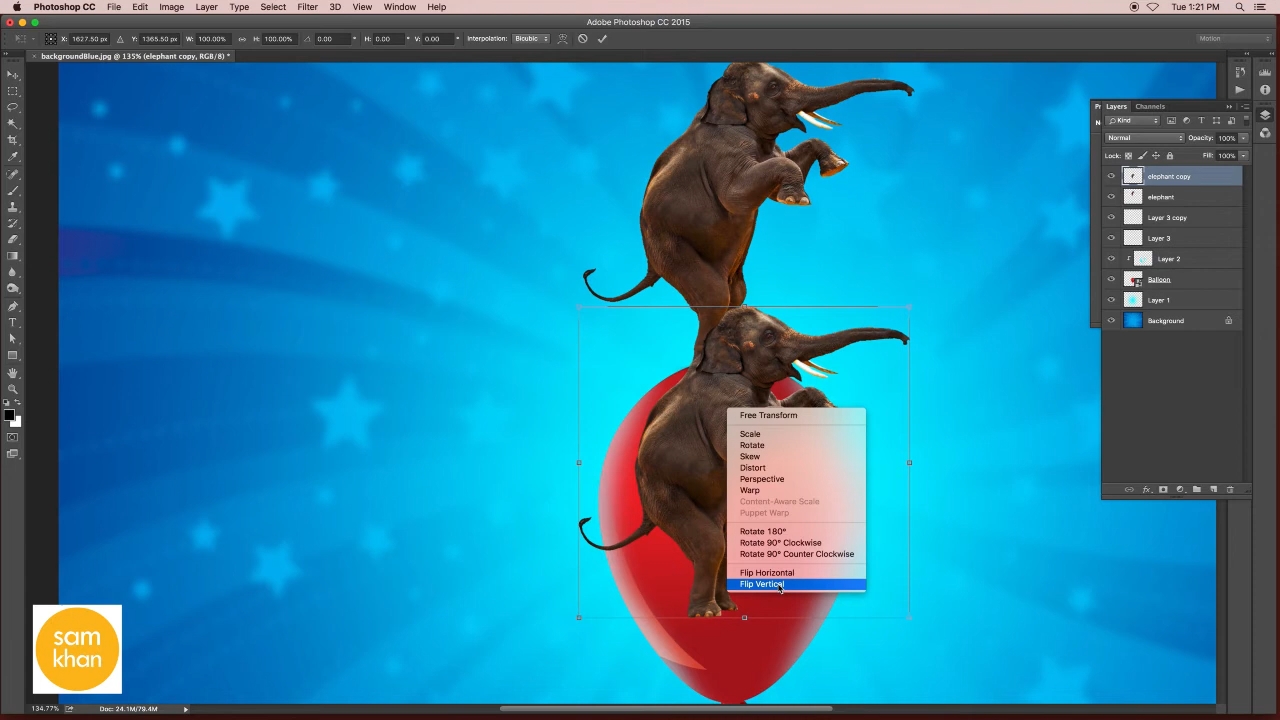 Photoshop CC File Edit Image Layer Type Select Filter 3D View Window Help Tue 1:21 PM
Adobe Photoshop CC 2015
X: 1627.50 px Y: 1365.50 px W: 100.00% H: 100.00% 0.00 ° H: 0.00 ° V: 0.00 ° Interpolation: Bicubic Motion
× backgroundBlue.jpg @ 135% (elephant copy, RGB/8) *
Layers Channels
Kind
Normal Opacity: 100%
Lock: Fill: 100%
elephant copy
elephant
Layer 3 copy
Layer 3
Layer 2
Balloon
Layer 1
Background
Free Transform
Scale
Rotate
Skew
Distort
Perspective
Warp
Content-Aware Scale
Puppet Warp
Rotate 180°
Rotate 90° Clockwise
Rotate 90° Counter Clockwise
Flip Horizontal
Flip Vertical
sam
khan
134.77% Doc: 24.1M/79.4M